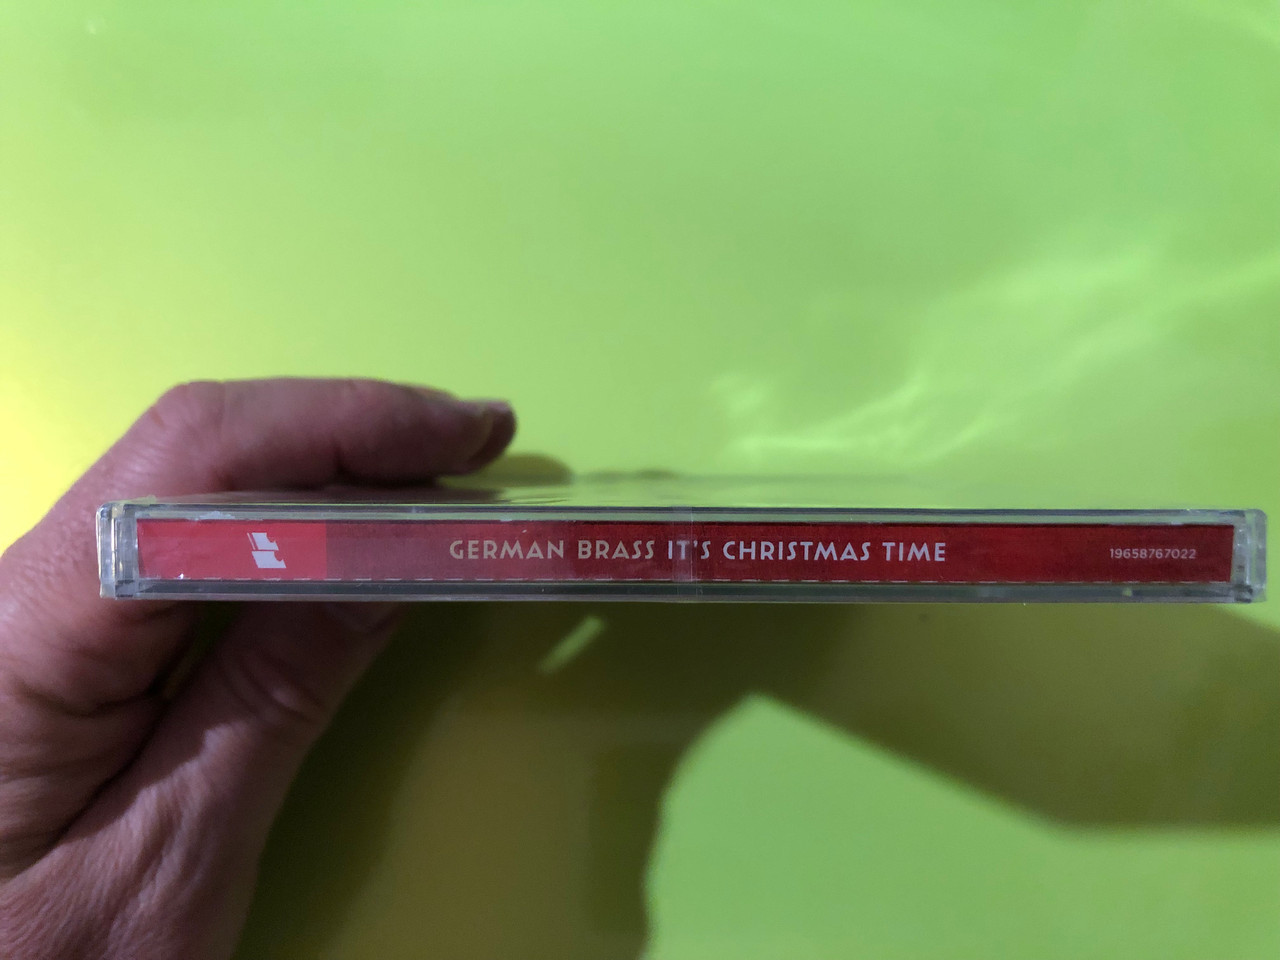 GERMAN BRASS IT'S CHRISTMAS TIME
19658767022